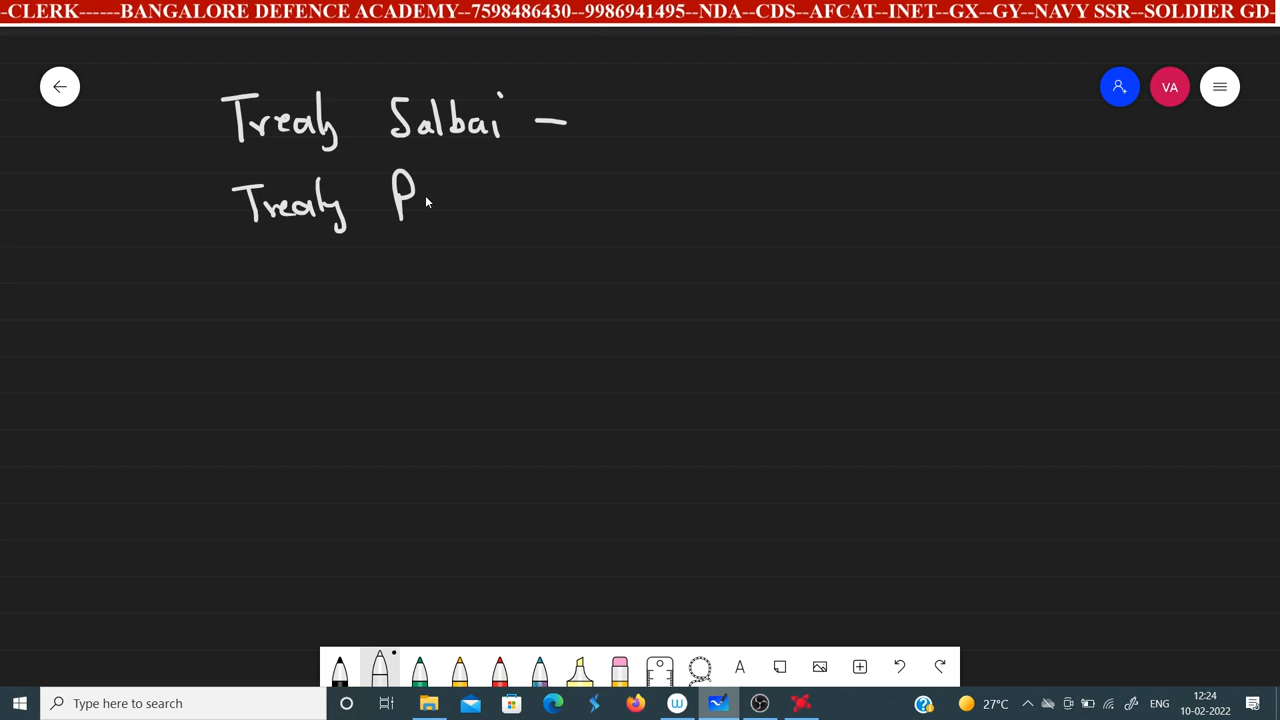 -CLERK------BANGALORE DEFENCE ACADEMY--7598486430--9986941495--NDA--CDS--AFCAT--INET--GX--GY--NAVY SSR--SOLDIER GD-
VA
Treaty Salbai -
Treaty P
A
Type here to search
W
27°C
ENG
12:24
10-02-2022